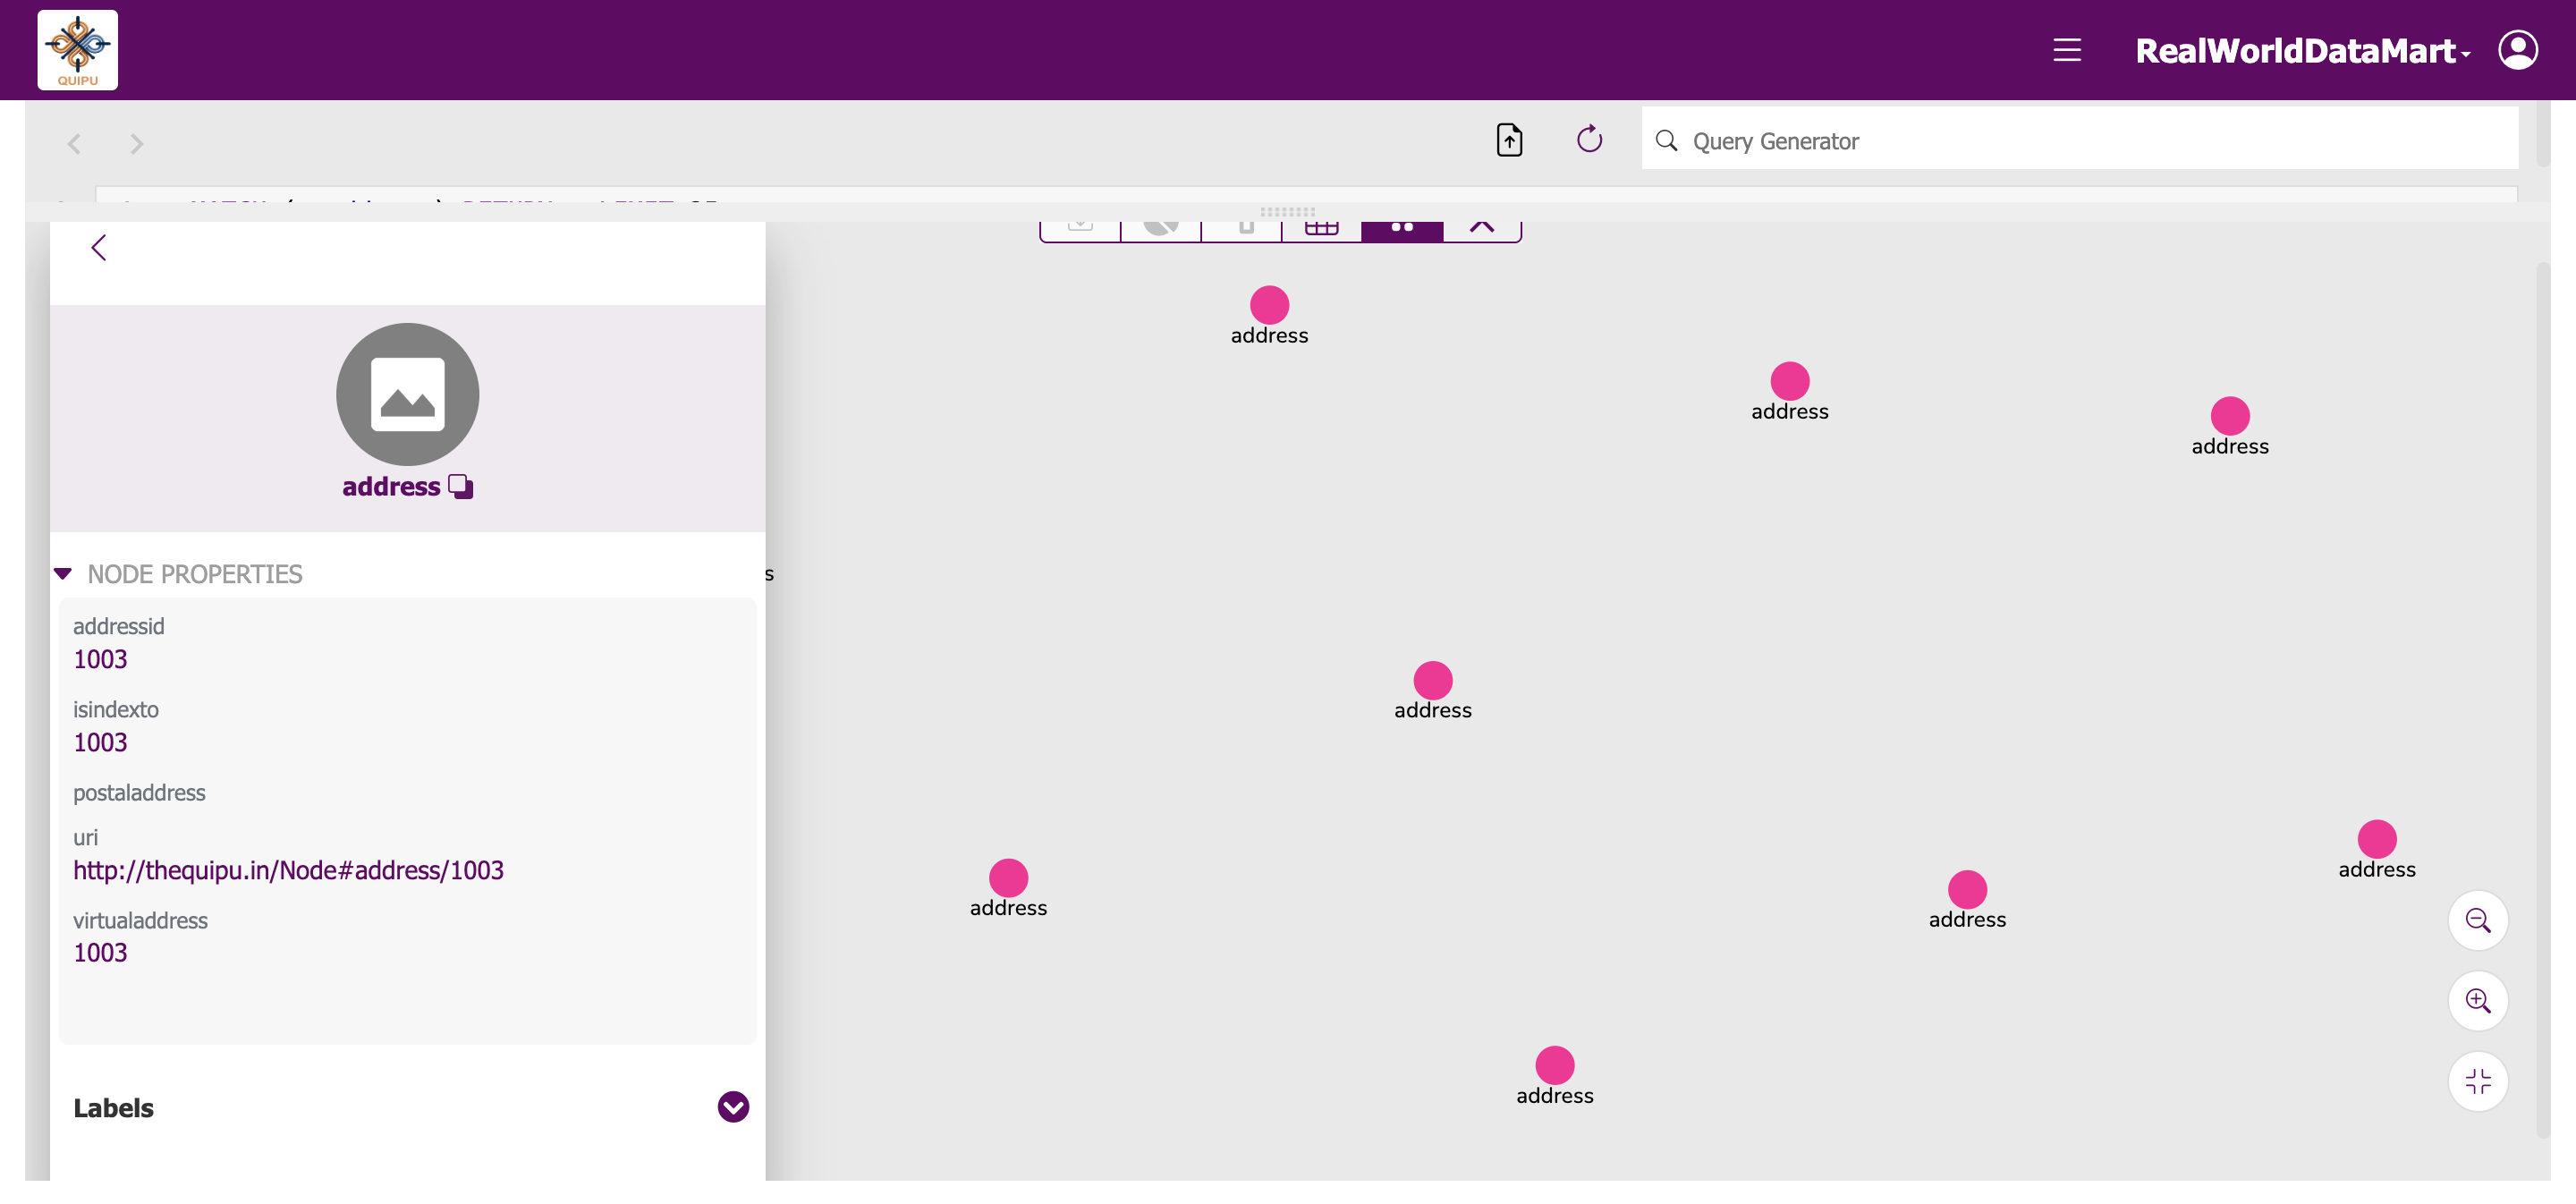 QUIPU
RealWorldDataMart
Query Generator
address
NODE PROPERTIES
addressid
1003
isindexto
1003
postaladdress
uri
http://thequipu.in/Node#address/1003
virtualaddress
1003
Labels
address
address
address
address
address
address
address
address